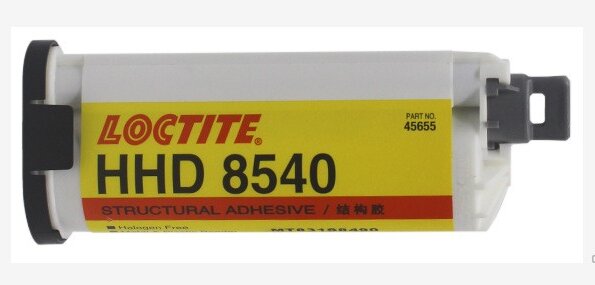 LOCTITE®
HHD 8540
PART NO.
45655
STRUCTURAL ADHESIVE / 结构胶
■ Halogen Free